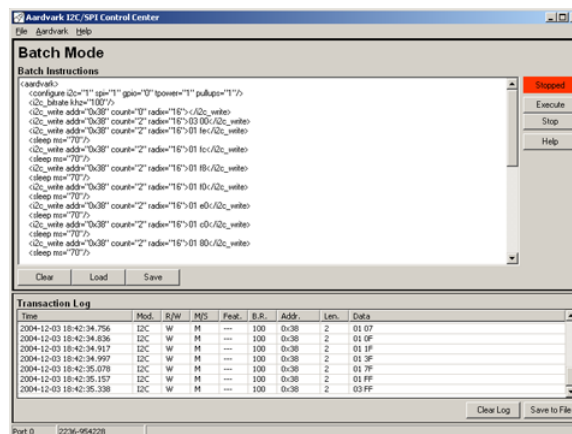 Aardvark I2C/SPI Control Center
File Aardvark Help
Batch Mode
Batch Instructions
<aardvark>
<configure i2c="1" spi="1" gpio="0" tpower="1" pullups="1"/>
<i2c_bitrate khz="100"/>
<i2c_write addr="0x38" count="0" radix="16"></i2c_write>
<i2c_write addr="0x38" count="2" radix="16">03 00</i2c_write>
<i2c_write addr="0x38" count="2" radix="16">01 fe</i2c_write>
<sleep ms="70"/>
<i2c_write addr="0x38" count="2" radix="16">01 fc</i2c_write>
<sleep ms="70"/>
<i2c_write addr="0x38" count="2" radix="16">01 f8</i2c_write>
<sleep ms="70"/>
<i2c_write addr="0x38" count="2" radix="16">01 f0</i2c_write>
<sleep ms="70"/>
<i2c_write addr="0x38" count="2" radix="16">01 e0</i2c_write>
<sleep ms="70"/>
<i2c_write addr="0x38" count="2" radix="16">01 c0</i2c_write>
<sleep ms="70"/>
<i2c_write addr="0x38" count="2" radix="16">01 80</i2c_write>
<sleep ms="70"/>
Stopped
Execute
Stop
Help
Clear Load Save
Transaction Log
Time Mod. R/W M/S Feat. B.R. Addr. Len. Data
2004-12-03 18:42:34.756 I2C W M --- 100 0x38 2 01 07
2004-12-03 18:42:34.836 I2C W M --- 100 0x38 2 01 0F
2004-12-03 18:42:34.917 I2C W M --- 100 0x38 2 01 1F
2004-12-03 18:42:34.997 I2C W M --- 100 0x38 2 01 3F
2004-12-03 18:42:35.078 I2C W M --- 100 0x38 2 01 7F
2004-12-03 18:42:35.157 I2C W M --- 100 0x38 2 01 FF
2004-12-03 18:42:35.338 I2C W M --- 100 0x38 2 03 FF
Clear Log Save to File
Port 0 2236-954228